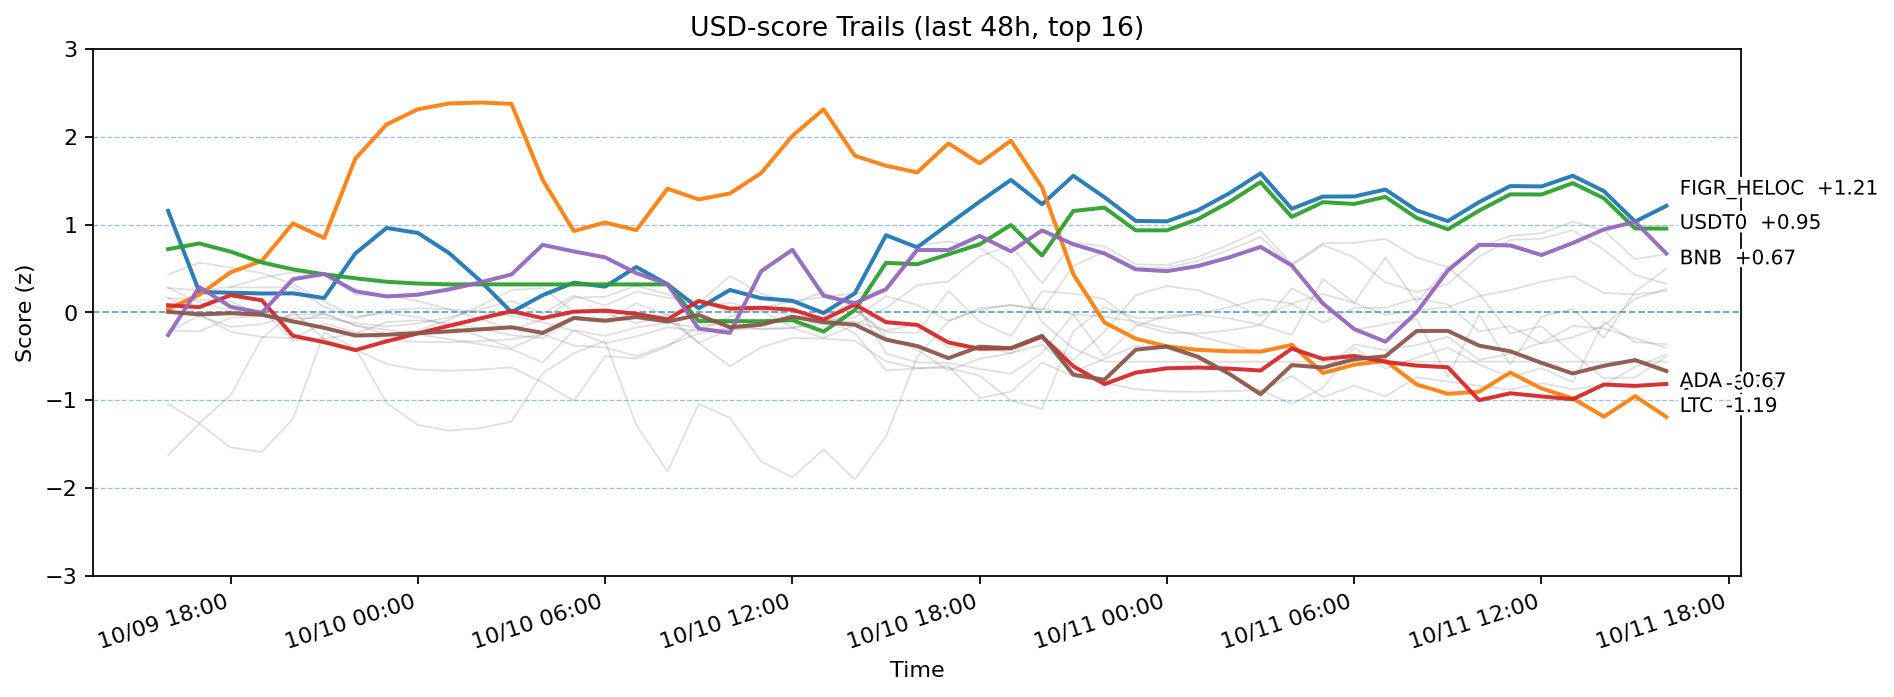 USD-score Trails (last 48h, top 16)
3
2
1
0
−1
−2
−3
Score (z)
FIGR_HELOC +1.21
USDT0 +0.95
BNB +0.67
ADA -0.67
LTC -1.19
10/09 18:00
10/10 00:00
10/10 06:00
10/10 12:00
10/10 18:00
10/11 00:00
10/11 06:00
10/11 12:00
10/11 18:00
Time